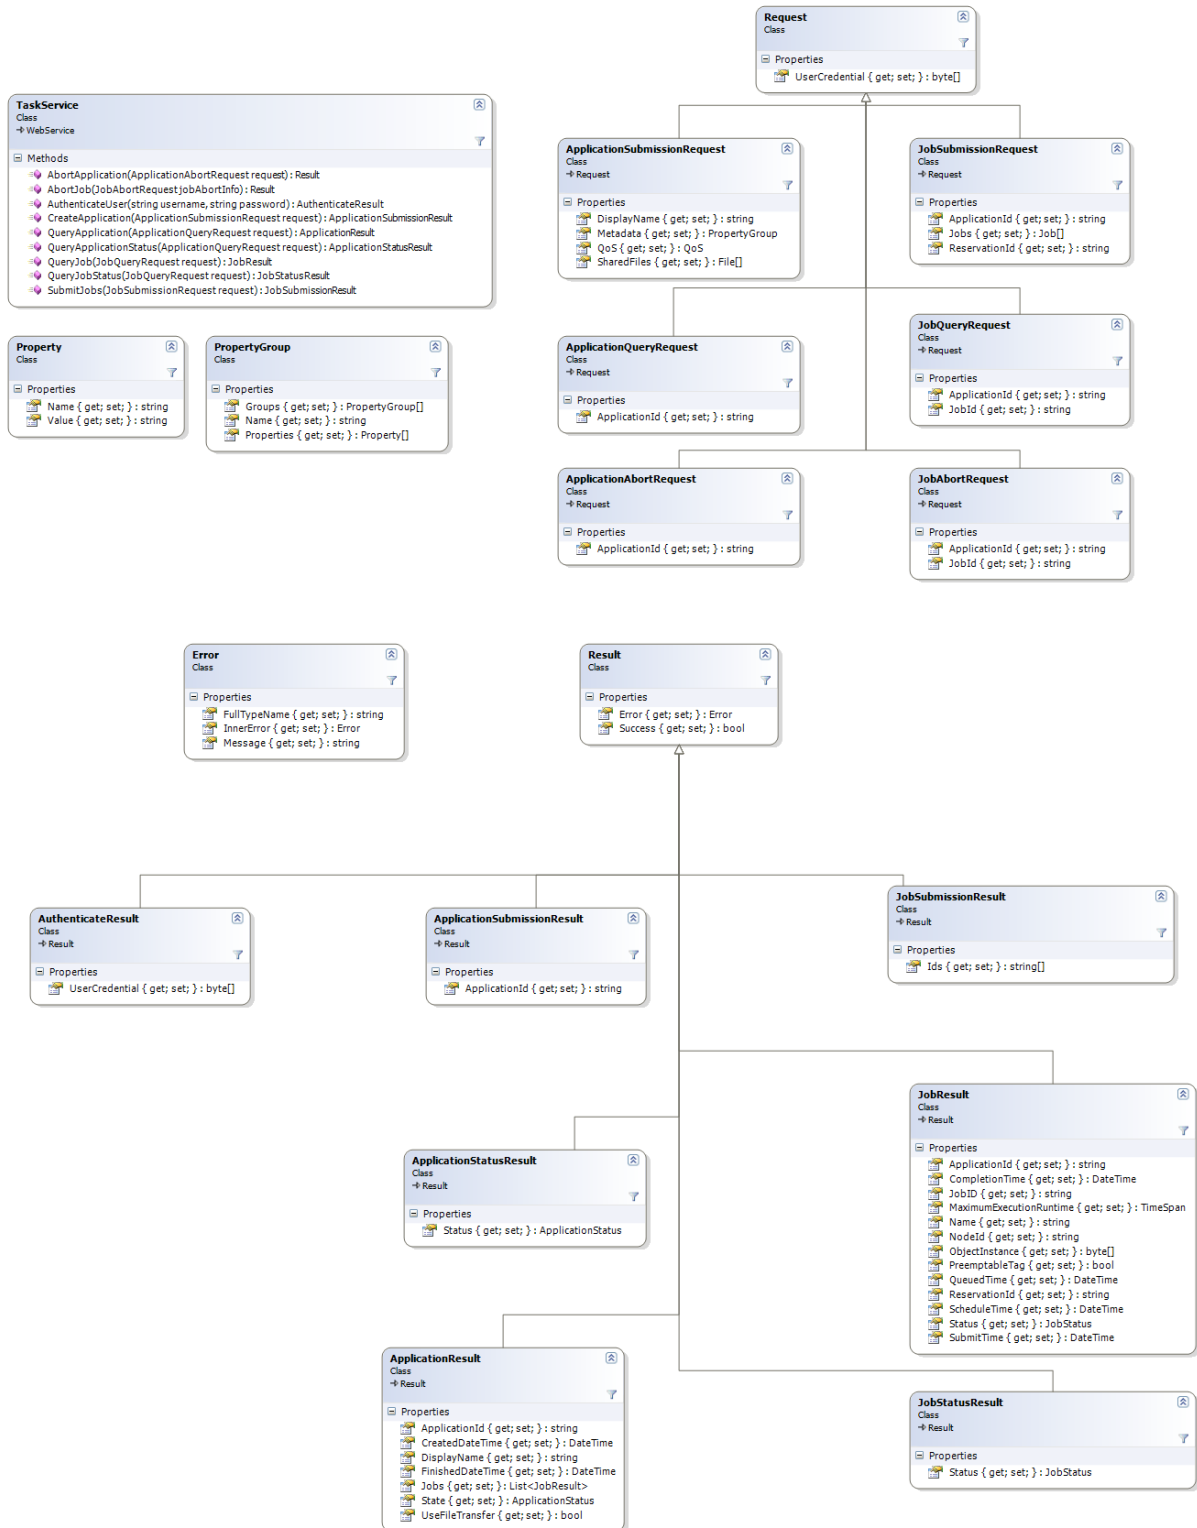 Request
Class
Properties
UserCredential { get; set; } : byte[]
TaskService
Class
WebService
Methods
AbortApplication(ApplicationAbortRequest request) : Result
AbortJob(JobAbortRequest jobAbortInfo) : Result
AuthenticateUser(string username, string password) : AuthenticateResult
CreateApplication(ApplicationSubmissionRequest request) : ApplicationSubmissionResult
QueryApplication(ApplicationQueryRequest request) : ApplicationResult
QueryApplicationStatus(ApplicationQueryRequest request) : ApplicationStatusResult
QueryJob(JobQueryRequest request) : JobResult
QueryJobStatus(JobQueryRequest request) : JobStatusResult
SubmitJobs(JobSubmissionRequest request) : JobSubmissionResult
ApplicationSubmissionRequest
Class
Request
Properties
DisplayName { get; set; } : string
Metadata { get; set; } : PropertyGroup
QoS { get; set; } : QoS
SharedFiles { get; set; } : File[]
JobSubmissionRequest
Class
Request
Properties
ApplicationId { get; set; } : string
Jobs { get; set; } : Job[]
ReservationId { get; set; } : string
Property
Class
Properties
Name { get; set; } : string
Value { get; set; } : string
PropertyGroup
Class
Properties
Groups { get; set; } : PropertyGroup[]
Name { get; set; } : string
Properties { get; set; } : Property[]
ApplicationQueryRequest
Class
Request
Properties
ApplicationId { get; set; } : string
JobQueryRequest
Class
Request
Properties
ApplicationId { get; set; } : string
JobId { get; set; } : string
ApplicationAbortRequest
Class
Request
Properties
ApplicationId { get; set; } : string
JobAbortRequest
Class
Request
Properties
ApplicationId { get; set; } : string
JobId { get; set; } : string
Error
Class
Properties
FullTypeName { get; set; } : string
InnerError { get; set; } : Error
Message { get; set; } : string
Result
Class
Properties
Error { get; set; } : Error
Success { get; set; } : bool
AuthenticateResult
Class
Result
Properties
UserCredential { get; set; } : byte[]
ApplicationSubmissionResult
Class
Result
Properties
ApplicationId { get; set; } : string
JobSubmissionResult
Class
Result
Properties
Ids { get; set; } : string[]
ApplicationStatusResult
Class
Result
Properties
Status { get; set; } : ApplicationStatus
JobResult
Class
Result
Properties
ApplicationId { get; set; } : string
CompletionTime { get; set; } : DateTime
JobID { get; set; } : string
MaximumExecutionRuntime { get; set; } : TimeSpan
Name { get; set; } : string
NodeId { get; set; } : string
ObjectInstance { get; set; } : byte[]
PreemptableTag { get; set; } : bool
QueuedTime { get; set; } : DateTime
ReservationId { get; set; } : string
ScheduleTime { get; set; } : DateTime
Status { get; set; } : JobStatus
SubmitTime { get; set; } : DateTime
ApplicationResult
Class
Result
Properties
ApplicationId { get; set; } : string
CreatedDateTime { get; set; } : DateTime
DisplayName { get; set; } : string
FinishedDateTime { get; set; } : DateTime
Jobs { get; set; } : List<JobResult>
State { get; set; } : ApplicationStatus
UseFileTransfer { get; set; } : bool
JobStatusResult
Class
Result
Properties
Status { get; set; } : JobStatus